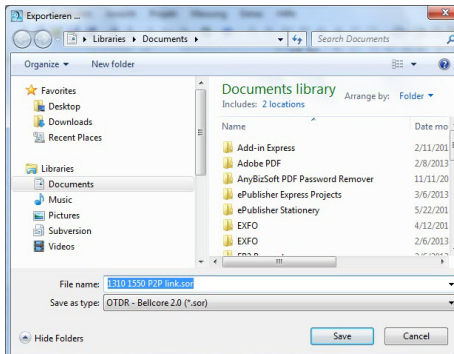 Exportieren ...
Libraries ▸ Documents ▸
Search Documents
Organize
New folder
Favorites
Desktop
Downloads
Recent Places
Libraries
Documents
Music
Pictures
Subversion
Videos
Documents library
Includes: 2 locations
Arrange by: Folder
Name
Date mo
Add-in Express
2/11/201
Adobe PDF
2/8/2013
AnyBizSoft PDF Password Remover
11/11/20
ePublisher Express Projects
3/6/2013
ePublisher Stationery
5/22/201
EXFO
4/12/201
EXFO
2/6/2013
File name: 1310 1550 P2P link.sor
Save as type: OTDR - Bellcore 2.0 (*.sor)
Hide Folders
Save
Cancel